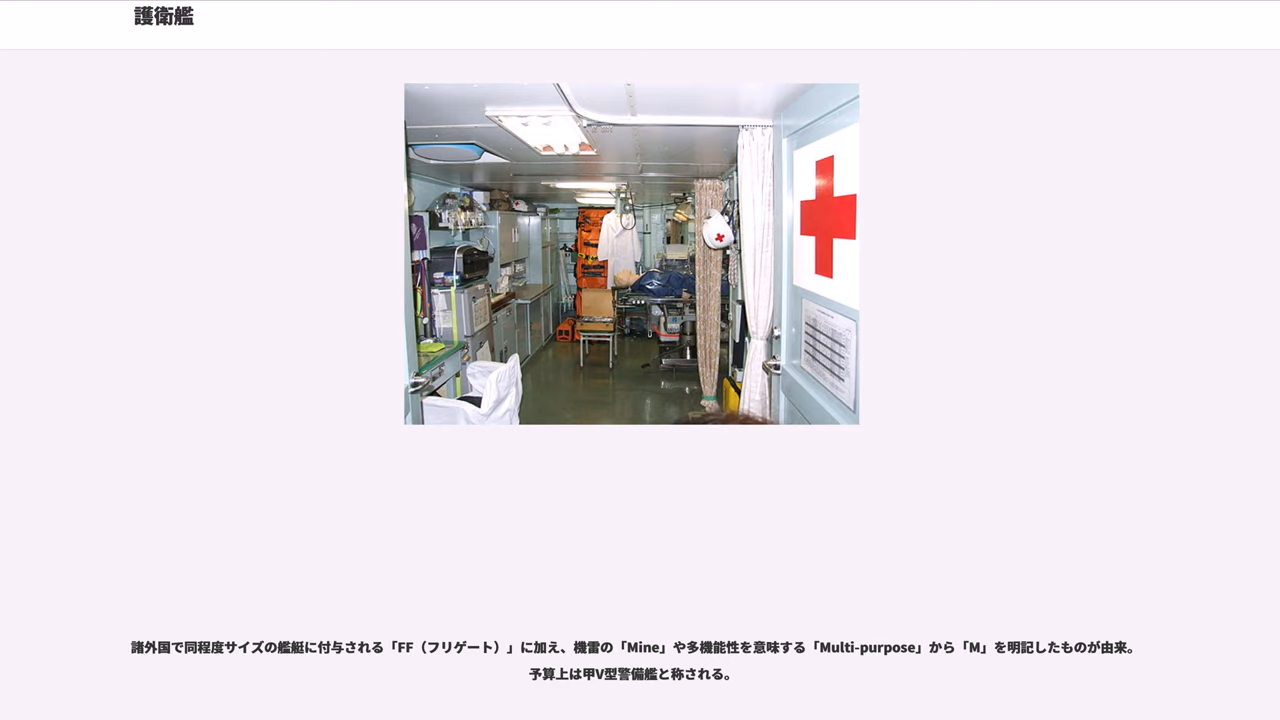 護衛艦
諸外国で同程度サイズの艦艇に付与される「FF（フリゲート）」に加え、機雷の「Mine」や多機能性を意味する「Multi-purpose」から「M」を明記したものが由来。
予算上は甲V型警備艦と称される。